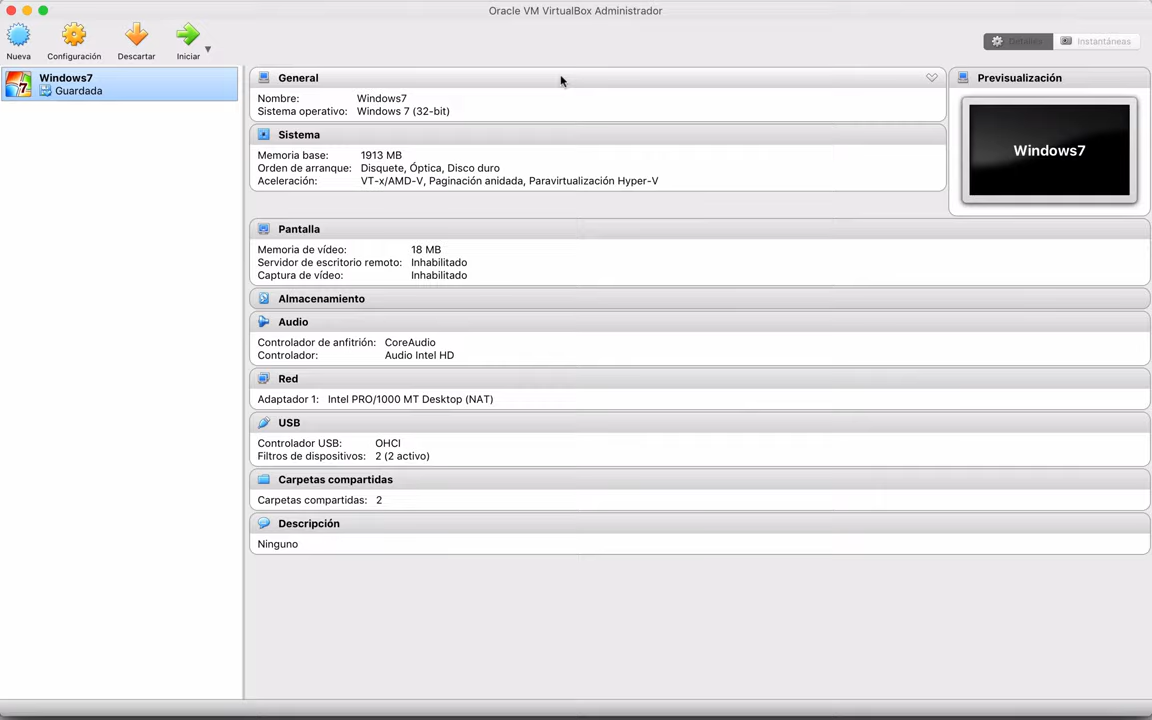 Oracle VM VirtualBox Administrador
Nueva
Configuración
Descartar
Iniciar
Detalles
Instantáneas
Windows7
Guardada
General
Nombre: Windows7
Sistema operativo: Windows 7 (32-bit)
Sistema
Memoria base: 1913 MB
Orden de arranque: Disquete, Óptica, Disco duro
Aceleración: VT-x/AMD-V, Paginación anidada, Paravirtualización Hyper-V
Previsualización
Windows7
Pantalla
Memoria de vídeo: 18 MB
Servidor de escritorio remoto: Inhabilitado
Captura de vídeo: Inhabilitado
Almacenamiento
Audio
Controlador de anfitrión: CoreAudio
Controlador: Audio Intel HD
Red
Adaptador 1: Intel PRO/1000 MT Desktop (NAT)
USB
Controlador USB: OHCI
Filtros de dispositivos: 2 (2 activo)
Carpetas compartidas
Carpetas compartidas: 2
Descripción
Ninguno